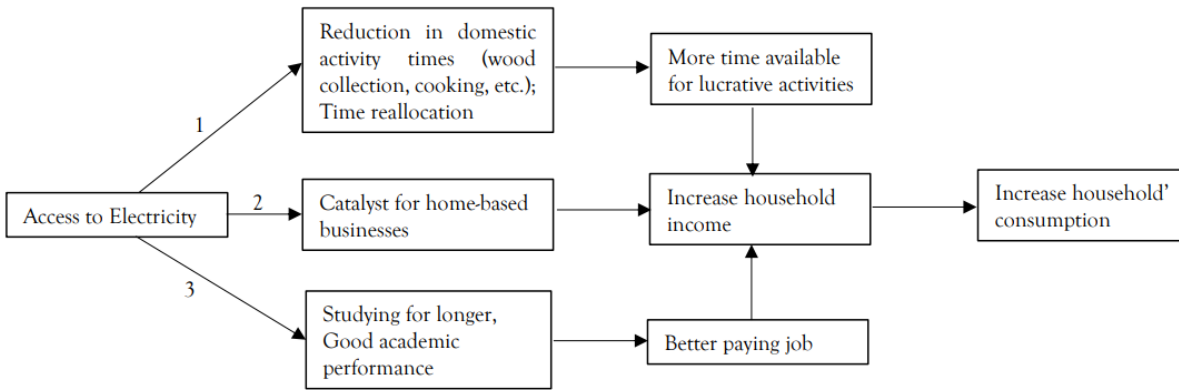 Reduction in domestic
activity times (wood
collection, cooking, etc.);
Time reallocation
More time available
for lucrative activities
1
Access to Electricity
2
Catalyst for home-based
businesses
Increase household
income
Increase household'
consumption
3
Studying for longer,
Good academic
performance
Better paying job